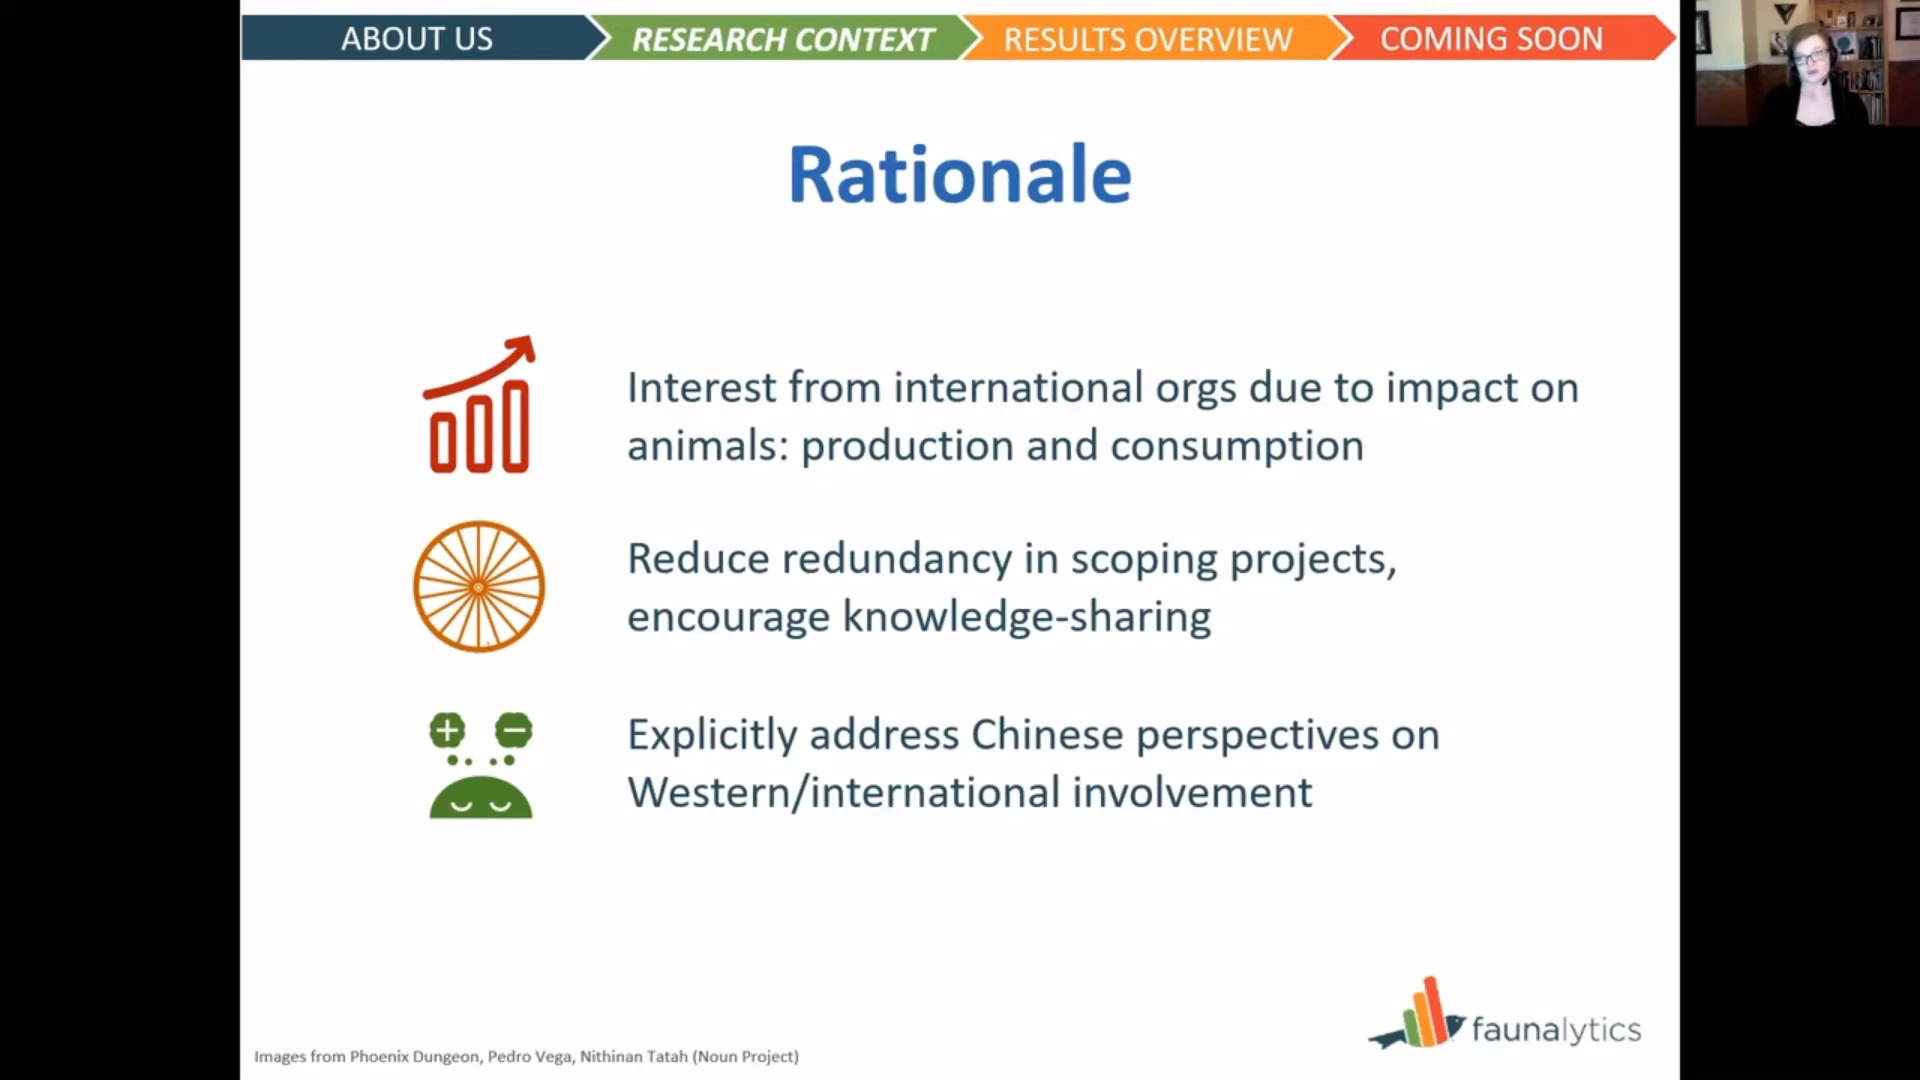 ABOUT US
RESEARCH CONTEXT
RESULTS OVERVIEW
COMING SOON
Rationale
Interest from international orgs due to impact on
animals: production and consumption
Reduce redundancy in scoping projects,
encourage knowledge-sharing
Explicitly address Chinese perspectives on
Western/international involvement
faunalytics
Images from Phoenix Dungeon, Pedro Vega, Nithinan Tatah (Noun Project)